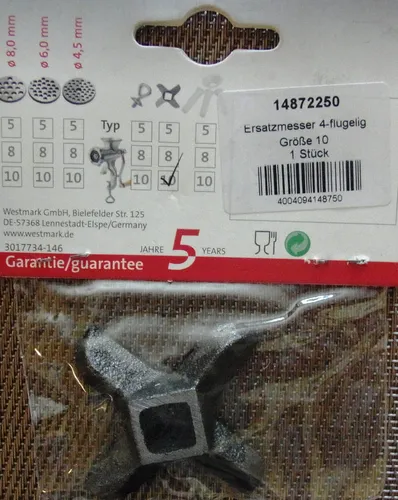 ø 8,0 mm
ø 6,0 mm
ø 4,5 mm
5 5 5 Typ 5 5 5
8 8 8 8 8 8
10 10 10 10 10 10
14872250
Ersatzmesser 4-flugelig
Größe 10
1 Stück
4004094148750
Westmark GmbH, Bielefelder Str. 125
DE-57368 Lennestadt-Elspe/Germany
www.westmark.de
3017734-146
JAHRE 5 YEARS
Garantie/guarantee